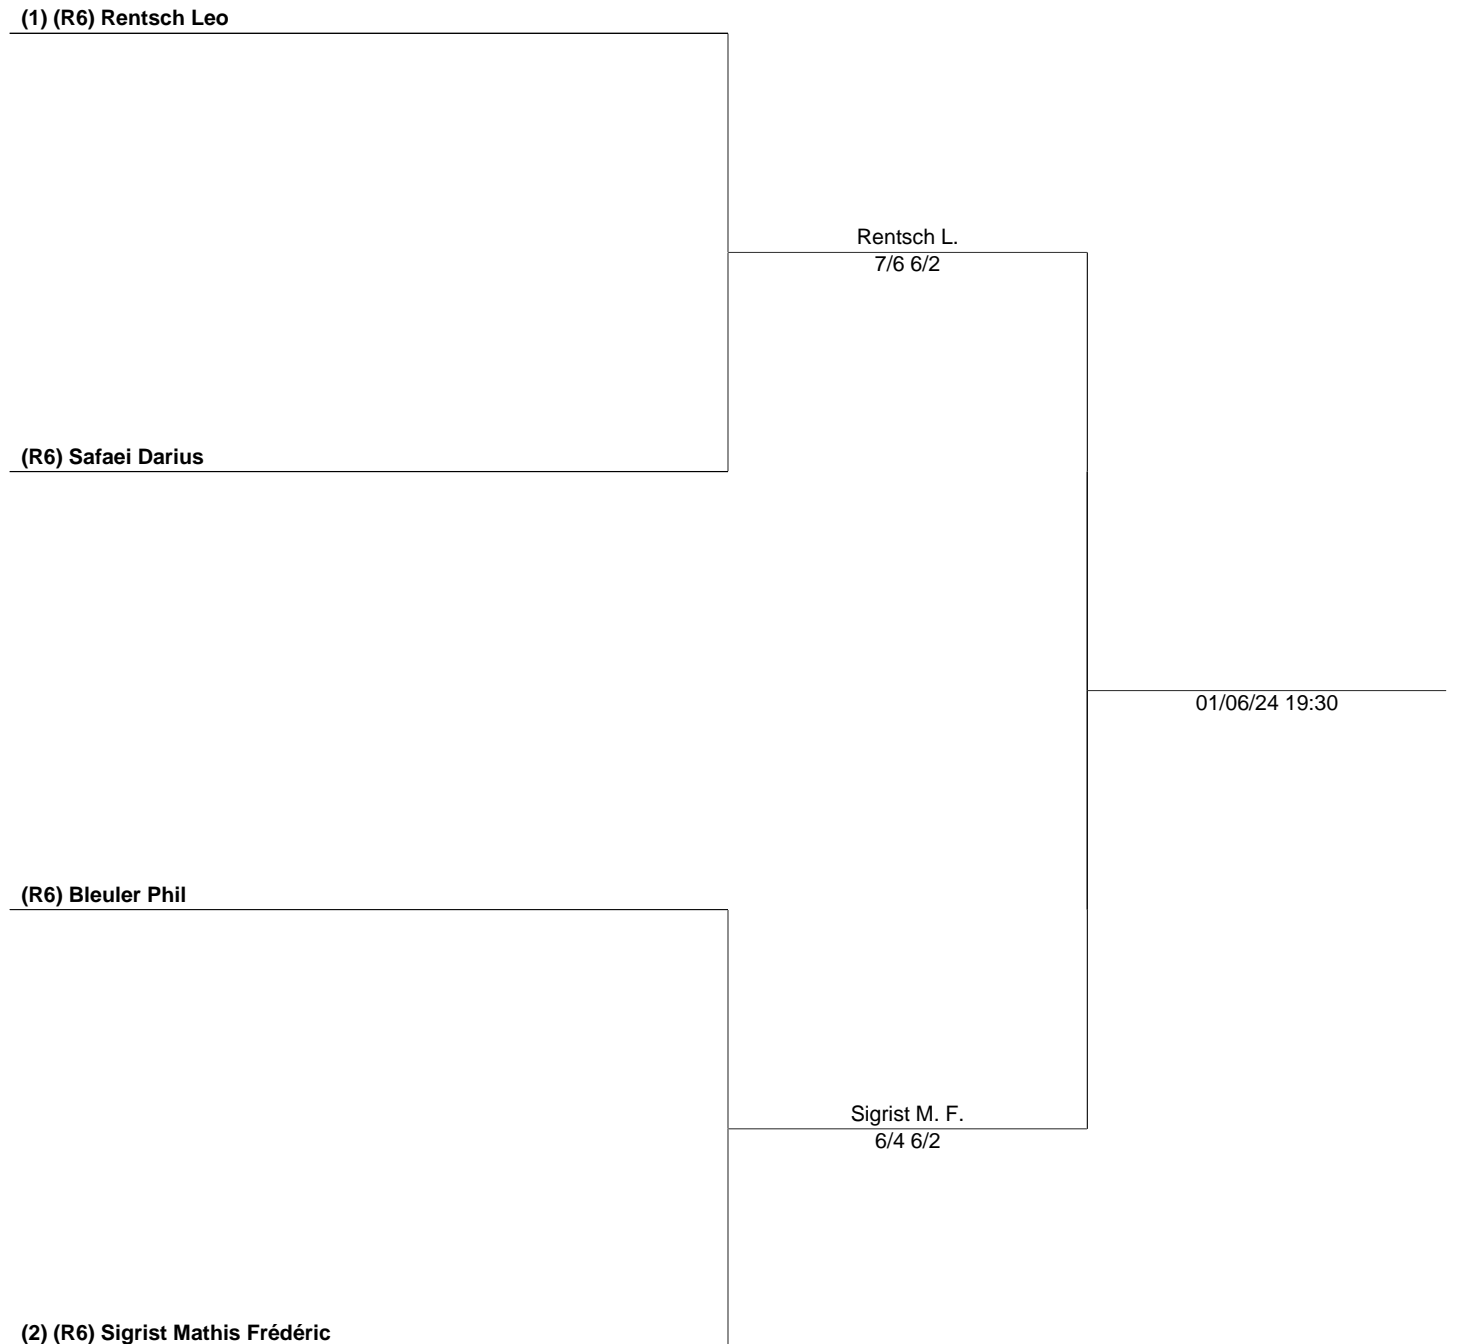 (1) (R6) Rentsch Leo
Rentsch L.
7/6 6/2
(R6) Safaei Darius
01/06/24 19:30
(R6) Bleuler Phil
Sigrist M. F.
6/4 6/2
(2) (R6) Sigrist Mathis Frédéric